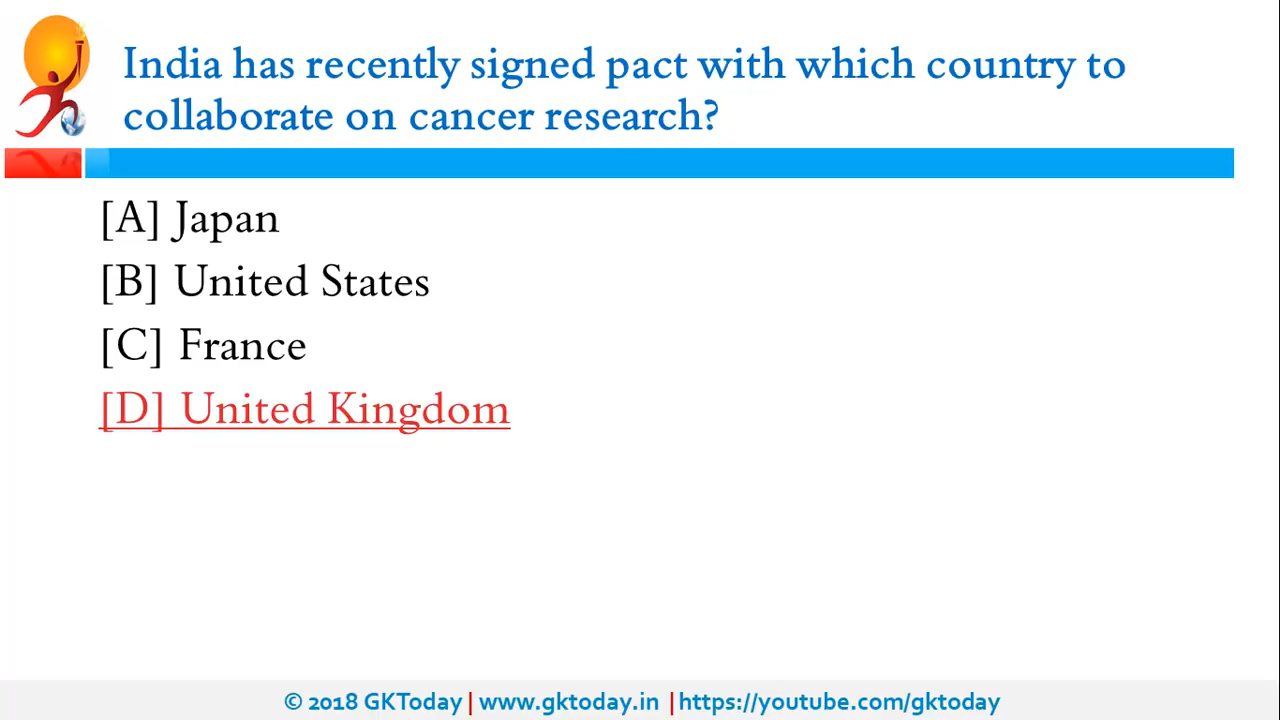 India has recently signed pact with which country to
collaborate on cancer research?
[A] Japan
[B] United States
[C] France
[D] United Kingdom
© 2018 GKToday | www.gktoday.in | https://youtube.com/gktoday